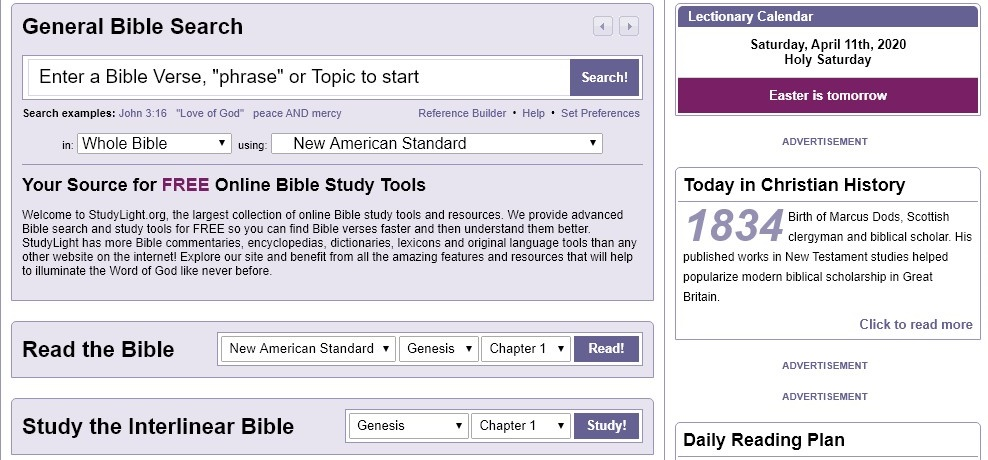 General Bible Search
Enter a Bible Verse, "phrase" or Topic to start
Search!
Search examples: John 3:16 "Love of God" peace AND mercy
Reference Builder • Help • Set Preferences
in: Whole Bible using: New American Standard
Your Source for FREE Online Bible Study Tools
Welcome to StudyLight.org, the largest collection of online Bible study tools and resources. We provide advanced
Bible search and study tools for FREE so you can find Bible verses faster and then understand them better.
StudyLight has more Bible commentaries, encyclopedias, dictionaries, lexicons and original language tools than any
other website on the internet! Explore our site and benefit from all the amazing features and resources that will help
to illuminate the Word of God like never before.
Read the Bible
New American Standard Genesis Chapter 1 Read!
Study the Interlinear Bible
Genesis Chapter 1 Study!
Lectionary Calendar
Saturday, April 11th, 2020
Holy Saturday
Easter is tomorrow
ADVERTISEMENT
Today in Christian History
1834 Birth of Marcus Dods, Scottish
clergyman and biblical scholar. His
published works in New Testament studies helped
popularize modern biblical scholarship in Great
Britain.
Click to read more
ADVERTISEMENT
ADVERTISEMENT
Daily Reading Plan